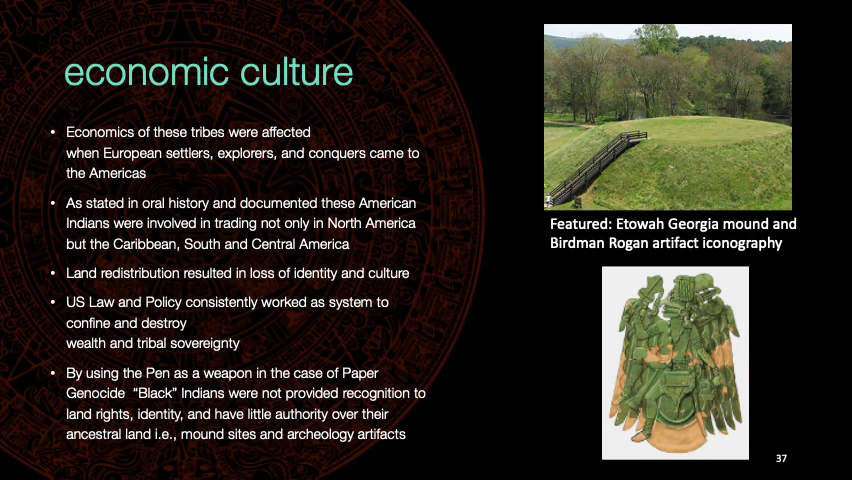 economic culture
• Economics of these tribes were affected
when European settlers, explorers, and conquers came to
the Americas
• As stated in oral history and documented these American
Indians were involved in trading not only in North America
but the Caribbean, South and Central America
• Land redistribution resulted in loss of identity and culture
• US Law and Policy consistently worked as system to
confine and destroy
wealth and tribal sovereignty
• By using the Pen as a weapon in the case of Paper
Genocide “Black” Indians were not provided recognition to
land rights, identity, and have little authority over their
ancestral land i.e., mound sites and archeology artifacts
Featured: Etowah Georgia mound and
Birdman Rogan artifact iconography
37